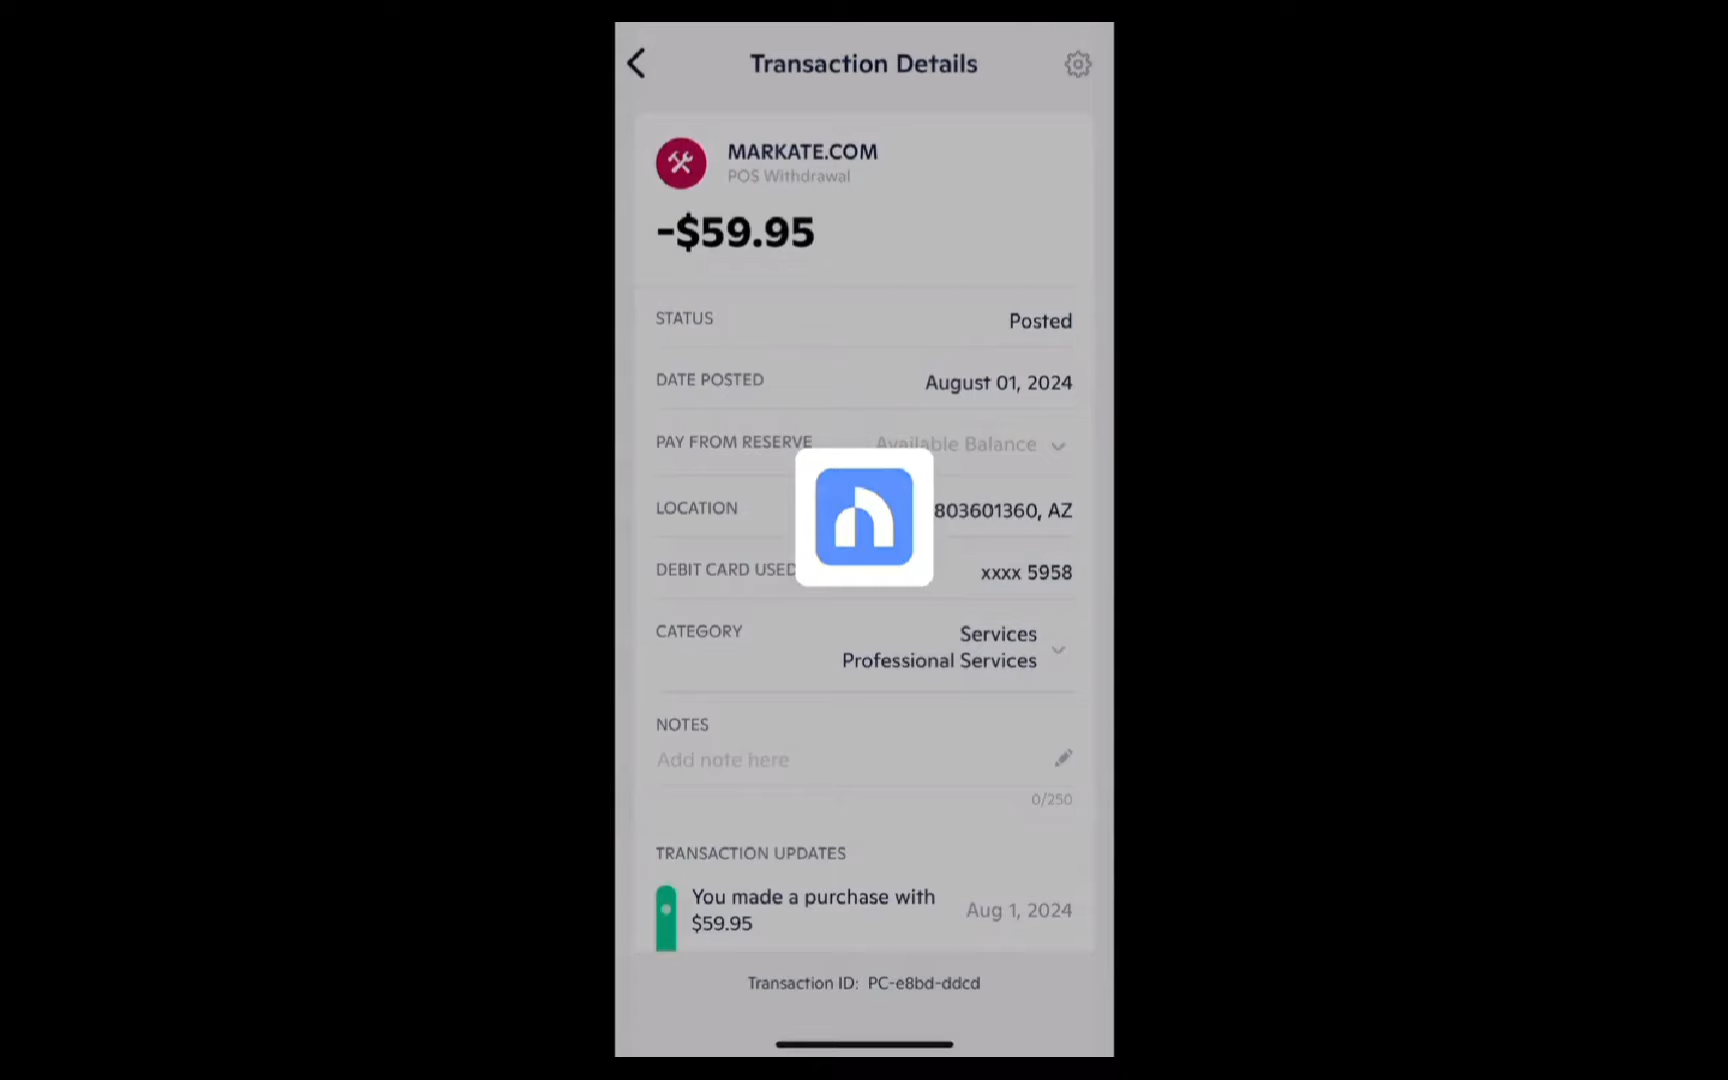 Transaction Details
MARKATE.COM
POS Withdrawal
-$59.95
STATUS
Posted
DATE POSTED
August 01, 2024
PAY FROM RESERVE
Available Balance
LOCATION
803601360, AZ
DEBIT CARD USED
xxxx 5958
CATEGORY
Services
Professional Services
NOTES
Add note here
0/250
TRANSACTION UPDATES
You made a purchase with
$59.95
Aug 1, 2024
Transaction ID: PC-e8bd-ddcd